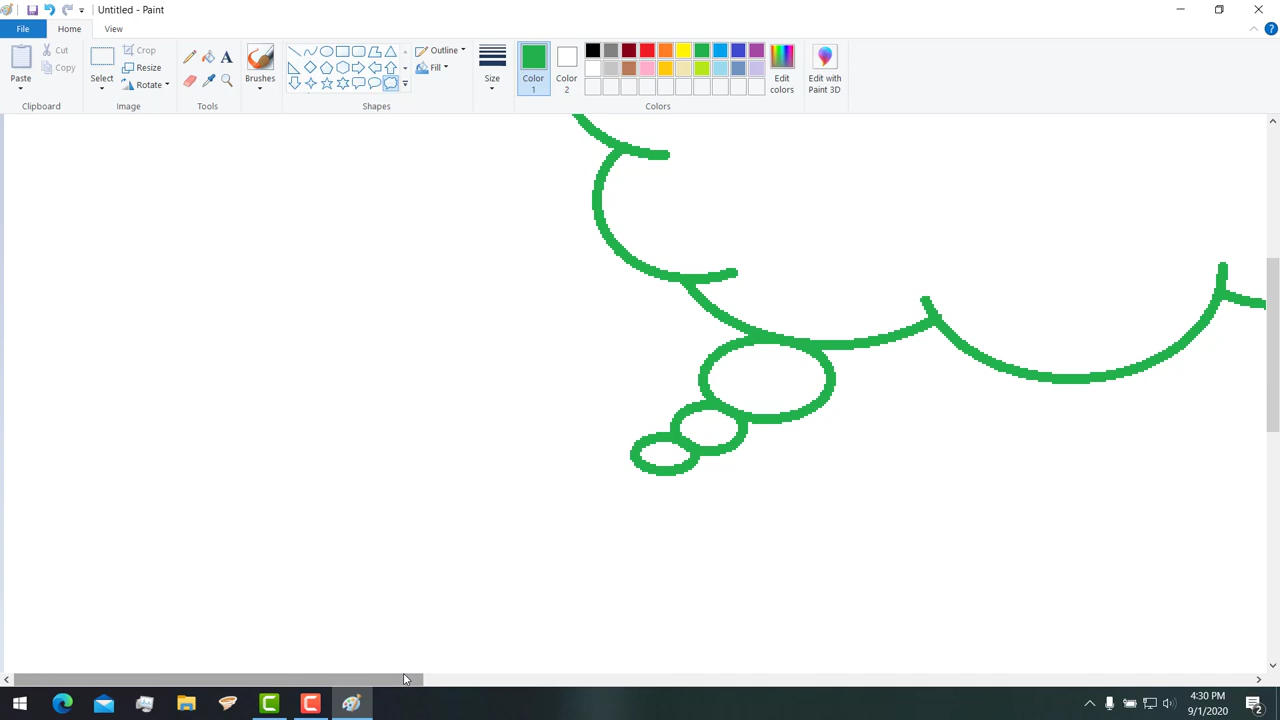 Untitled - Paint
File Home View
Paste Cut Copy Select Crop Resize Rotate Brushes Outline Fill Size Color 1 Color 2 Edit colors Edit with Paint 3D
Clipboard Image Tools Shapes Colors
4:30 PM
9/1/2020
2